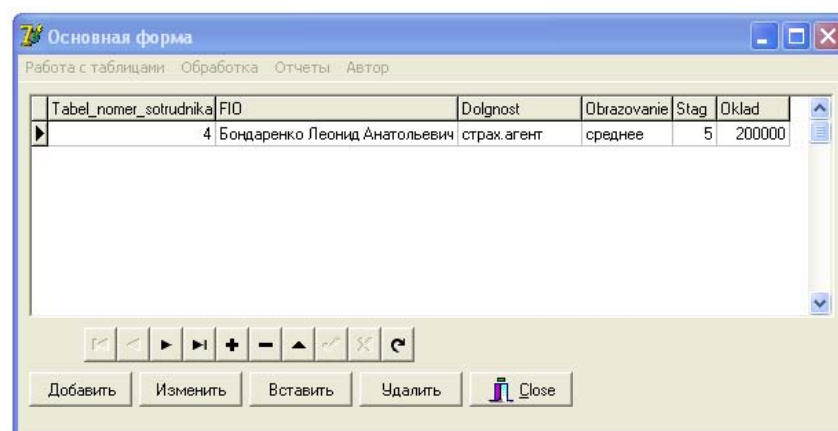 Основная форма
Работа с таблицами Обработка Отчеты Автор
Tabel_nomer_sotrudnika FIO Dolgnost Obrazovanie Stag Oklad
4 Бондаренко Леонид Анатольевич страх.агент среднее 5 200000
Добавить Изменить Вставить Удалить Close